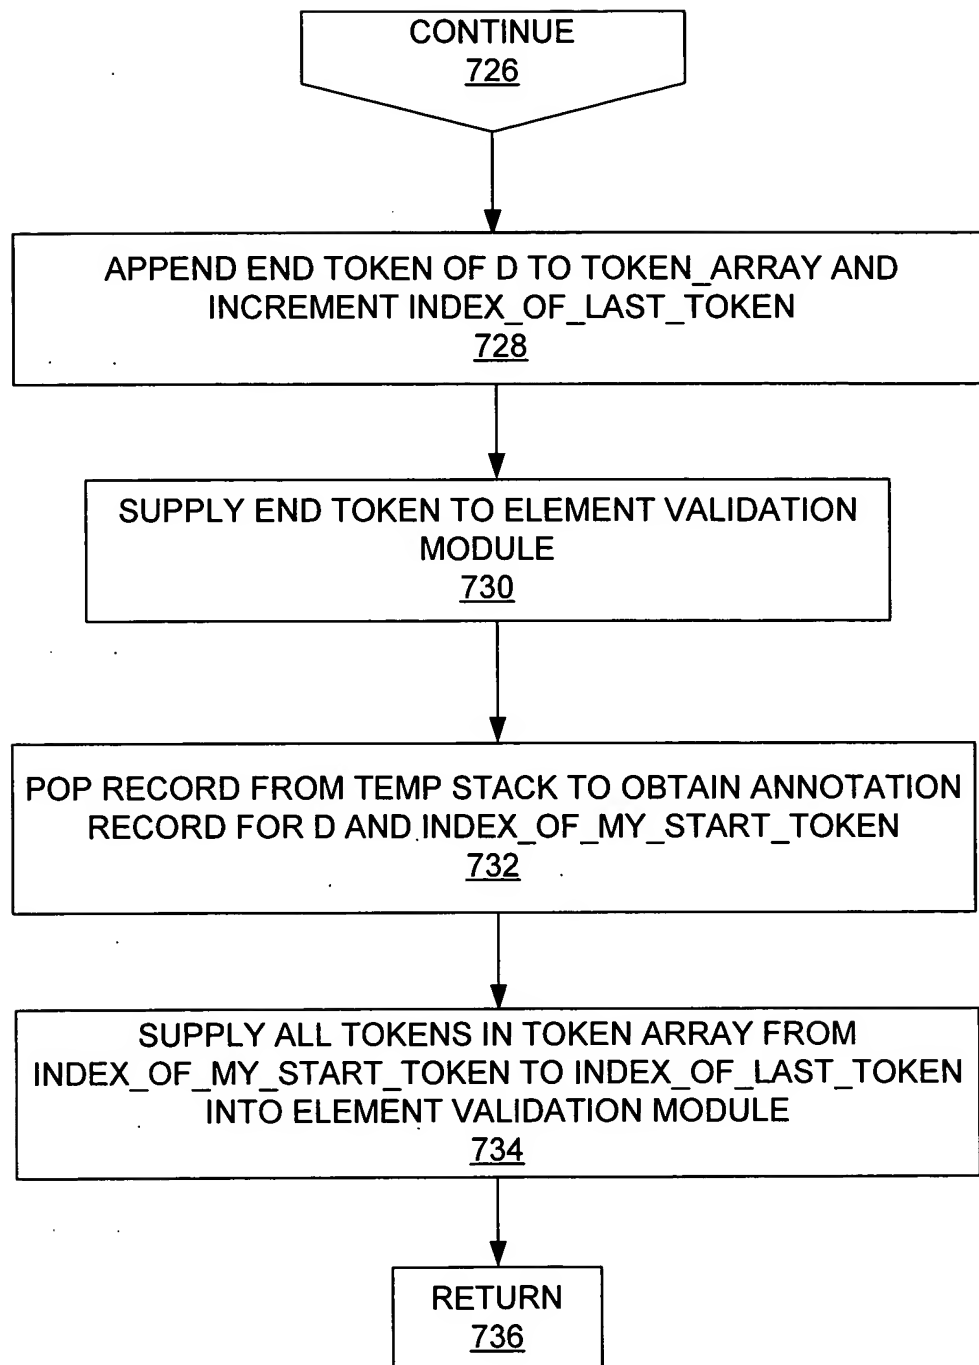 CONTINUE
726
APPEND END TOKEN OF D TO TOKEN_ARRAY AND
INCREMENT INDEX_OF_LAST_TOKEN
728
SUPPLY END TOKEN TO ELEMENT VALIDATION
MODULE
730
POP RECORD FROM TEMP STACK TO OBTAIN ANNOTATION
RECORD FOR D AND INDEX_OF_MY_START_TOKEN
732
SUPPLY ALL TOKENS IN TOKEN ARRAY FROM
INDEX_OF_MY_START_TOKEN TO INDEX_OF_LAST_TOKEN
INTO ELEMENT VALIDATION MODULE
734
RETURN
736